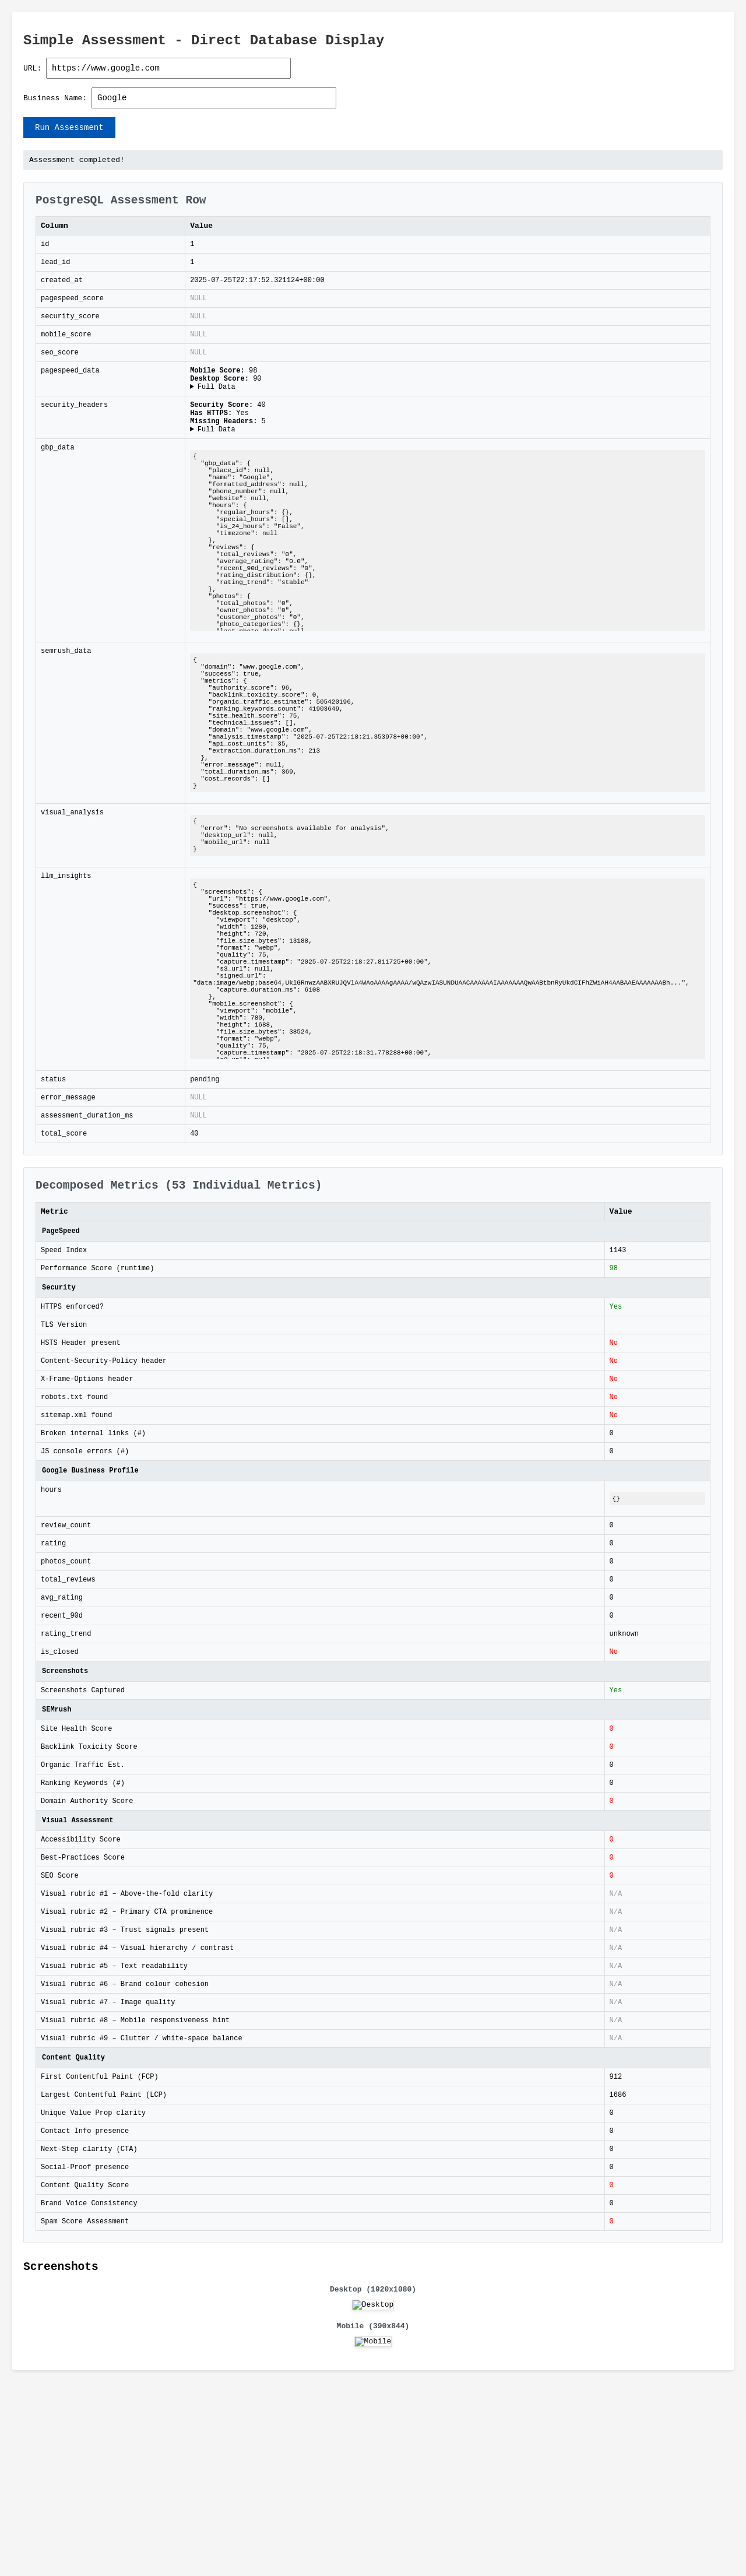 Simple Assessment - Direct Database Display
URL: https://www.google.com
Business Name: Google
Run Assessment
Assessment completed!
PostgreSQL Assessment Row
Column Value
id 1
lead_id 1
created_at 2025-07-25T22:17:52.321124+00:00
pagespeed_score NULL
security_score NULL
mobile_score NULL
seo_score NULL
pagespeed_data Mobile Score: 98
Desktop Score: 90
▶ Full Data
security_headers Security Score: 40
Has HTTPS: Yes
Missing Headers: 5
▶ Full Data
gbp_data
{
"gbp_data": {
"place_id": null,
"name": "Google",
"formatted_address": null,
"phone_number": null,
"website": null,
"hours": {
"regular_hours": {},
"special_hours": [],
"is_24_hours": "False",
"timezone": null
},
"reviews": {
"total_reviews": "0",
"average_rating": "0.0",
"recent_90d_reviews": "0",
"rating_distribution": {},
"rating_trend": "stable"
},
"photos": {
"total_photos": "0",
"owner_photos": "0",
"customer_photos": "0",
"photo_categories": {},
"last_photo_date": null
semrush_data
{
"domain": "www.google.com",
"success": true,
"metrics": {
"authority_score": 96,
"backlink_toxicity_score": 0,
"organic_traffic_estimate": 505420196,
"ranking_keywords_count": 41903649,
"site_health_score": 75,
"technical_issues": [],
"domain": "www.google.com",
"analysis_timestamp": "2025-07-25T22:18:21.353978+00:00",
"api_cost_units": 35,
"extraction_duration_ms": 213
},
"error_message": null,
"total_duration_ms": 369,
"cost_records": []
}
visual_analysis
{
"error": "No screenshots available for analysis",
"desktop_url": null,
"mobile_url": null
}
llm_insights
{
"screenshots": {
"url": "https://www.google.com",
"success": true,
"desktop_screenshot": {
"viewport": "desktop",
"width": 1280,
"height": 720,
"file_size_bytes": 13188,
"format": "webp",
"quality": 75,
"capture_timestamp": "2025-07-25T22:18:27.811725+00:00",
"s3_url": null,
"signed_url":
"data:image/webp;base64,UklGRnwzAABXRUJQVlA4WAoAAAAgAAAA/wQAzwIASUNDUAACAAAAAAIAAAAAAAQwAABtbnRyUkdCIFhZWiAH4AABAAEAAAAAAABh...",
"capture_duration_ms": 6108
},
"mobile_screenshot": {
"viewport": "mobile",
"width": 780,
"height": 1688,
"file_size_bytes": 38524,
"format": "webp",
"quality": 75,
"capture_timestamp": "2025-07-25T22:18:31.778288+00:00",
"s3_url": null
status pending
error_message NULL
assessment_duration_ms NULL
total_score 40
Decomposed Metrics (53 Individual Metrics)
Metric Value
PageSpeed
Speed Index 1143
Performance Score (runtime) 98
Security
HTTPS enforced? Yes
TLS Version
HSTS Header present No
Content-Security-Policy header No
X-Frame-Options header No
robots.txt found No
sitemap.xml found No
Broken internal links (#) 0
JS console errors (#) 0
Google Business Profile
hours {}
review_count 0
rating 0
photos_count 0
total_reviews 0
avg_rating 0
recent_90d 0
rating_trend unknown
is_closed No
Screenshots
Screenshots Captured Yes
SEMrush
Site Health Score 0
Backlink Toxicity Score 0
Organic Traffic Est. 0
Ranking Keywords (#) 0
Domain Authority Score 0
Visual Assessment
Accessibility Score 0
Best-Practices Score 0
SEO Score 0
Visual rubric #1 – Above-the-fold clarity N/A
Visual rubric #2 – Primary CTA prominence N/A
Visual rubric #3 – Trust signals present N/A
Visual rubric #4 – Visual hierarchy / contrast N/A
Visual rubric #5 – Text readability N/A
Visual rubric #6 – Brand colour cohesion N/A
Visual rubric #7 – Image quality N/A
Visual rubric #8 – Mobile responsiveness hint N/A
Visual rubric #9 – Clutter / white-space balance N/A
Content Quality
First Contentful Paint (FCP) 912
Largest Contentful Paint (LCP) 1686
Unique Value Prop clarity 0
Contact Info presence 0
Next-Step clarity (CTA) 0
Social-Proof presence 0
Content Quality Score 0
Brand Voice Consistency 0
Spam Score Assessment 0
Screenshots
Desktop (1920x1080)
Desktop
Mobile (390x844)
Mobile